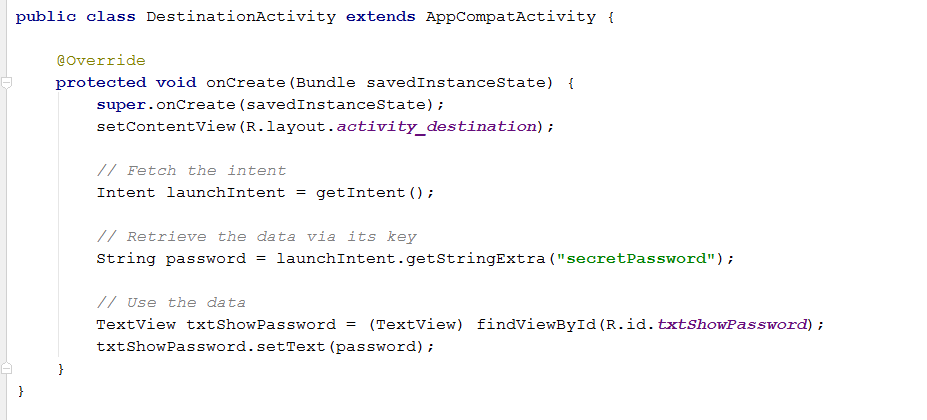 public class DestinationActivity extends AppCompatActivity {
@Override
protected void onCreate(Bundle savedInstanceState) {
super.onCreate(savedInstanceState);
setContentView(R.layout.activity_destination);
// Fetch the intent
Intent launchIntent = getIntent();
// Retrieve the data via its key
String password = launchIntent.getStringExtra("secretPassword");
// Use the data
TextView txtShowPassword = (TextView) findViewById(R.id.txtShowPassword);
txtShowPassword.setText(password);
}
}